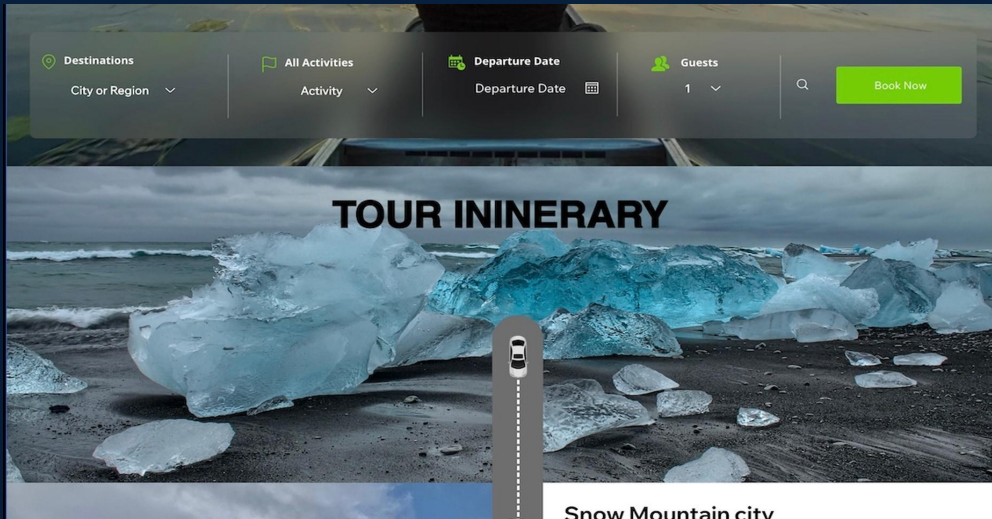 Destinations
City or Region
All Activities
Activity
Departure Date
Departure Date
Guests
1
Book Now
TOUR ININERARY
Snow Mountain city